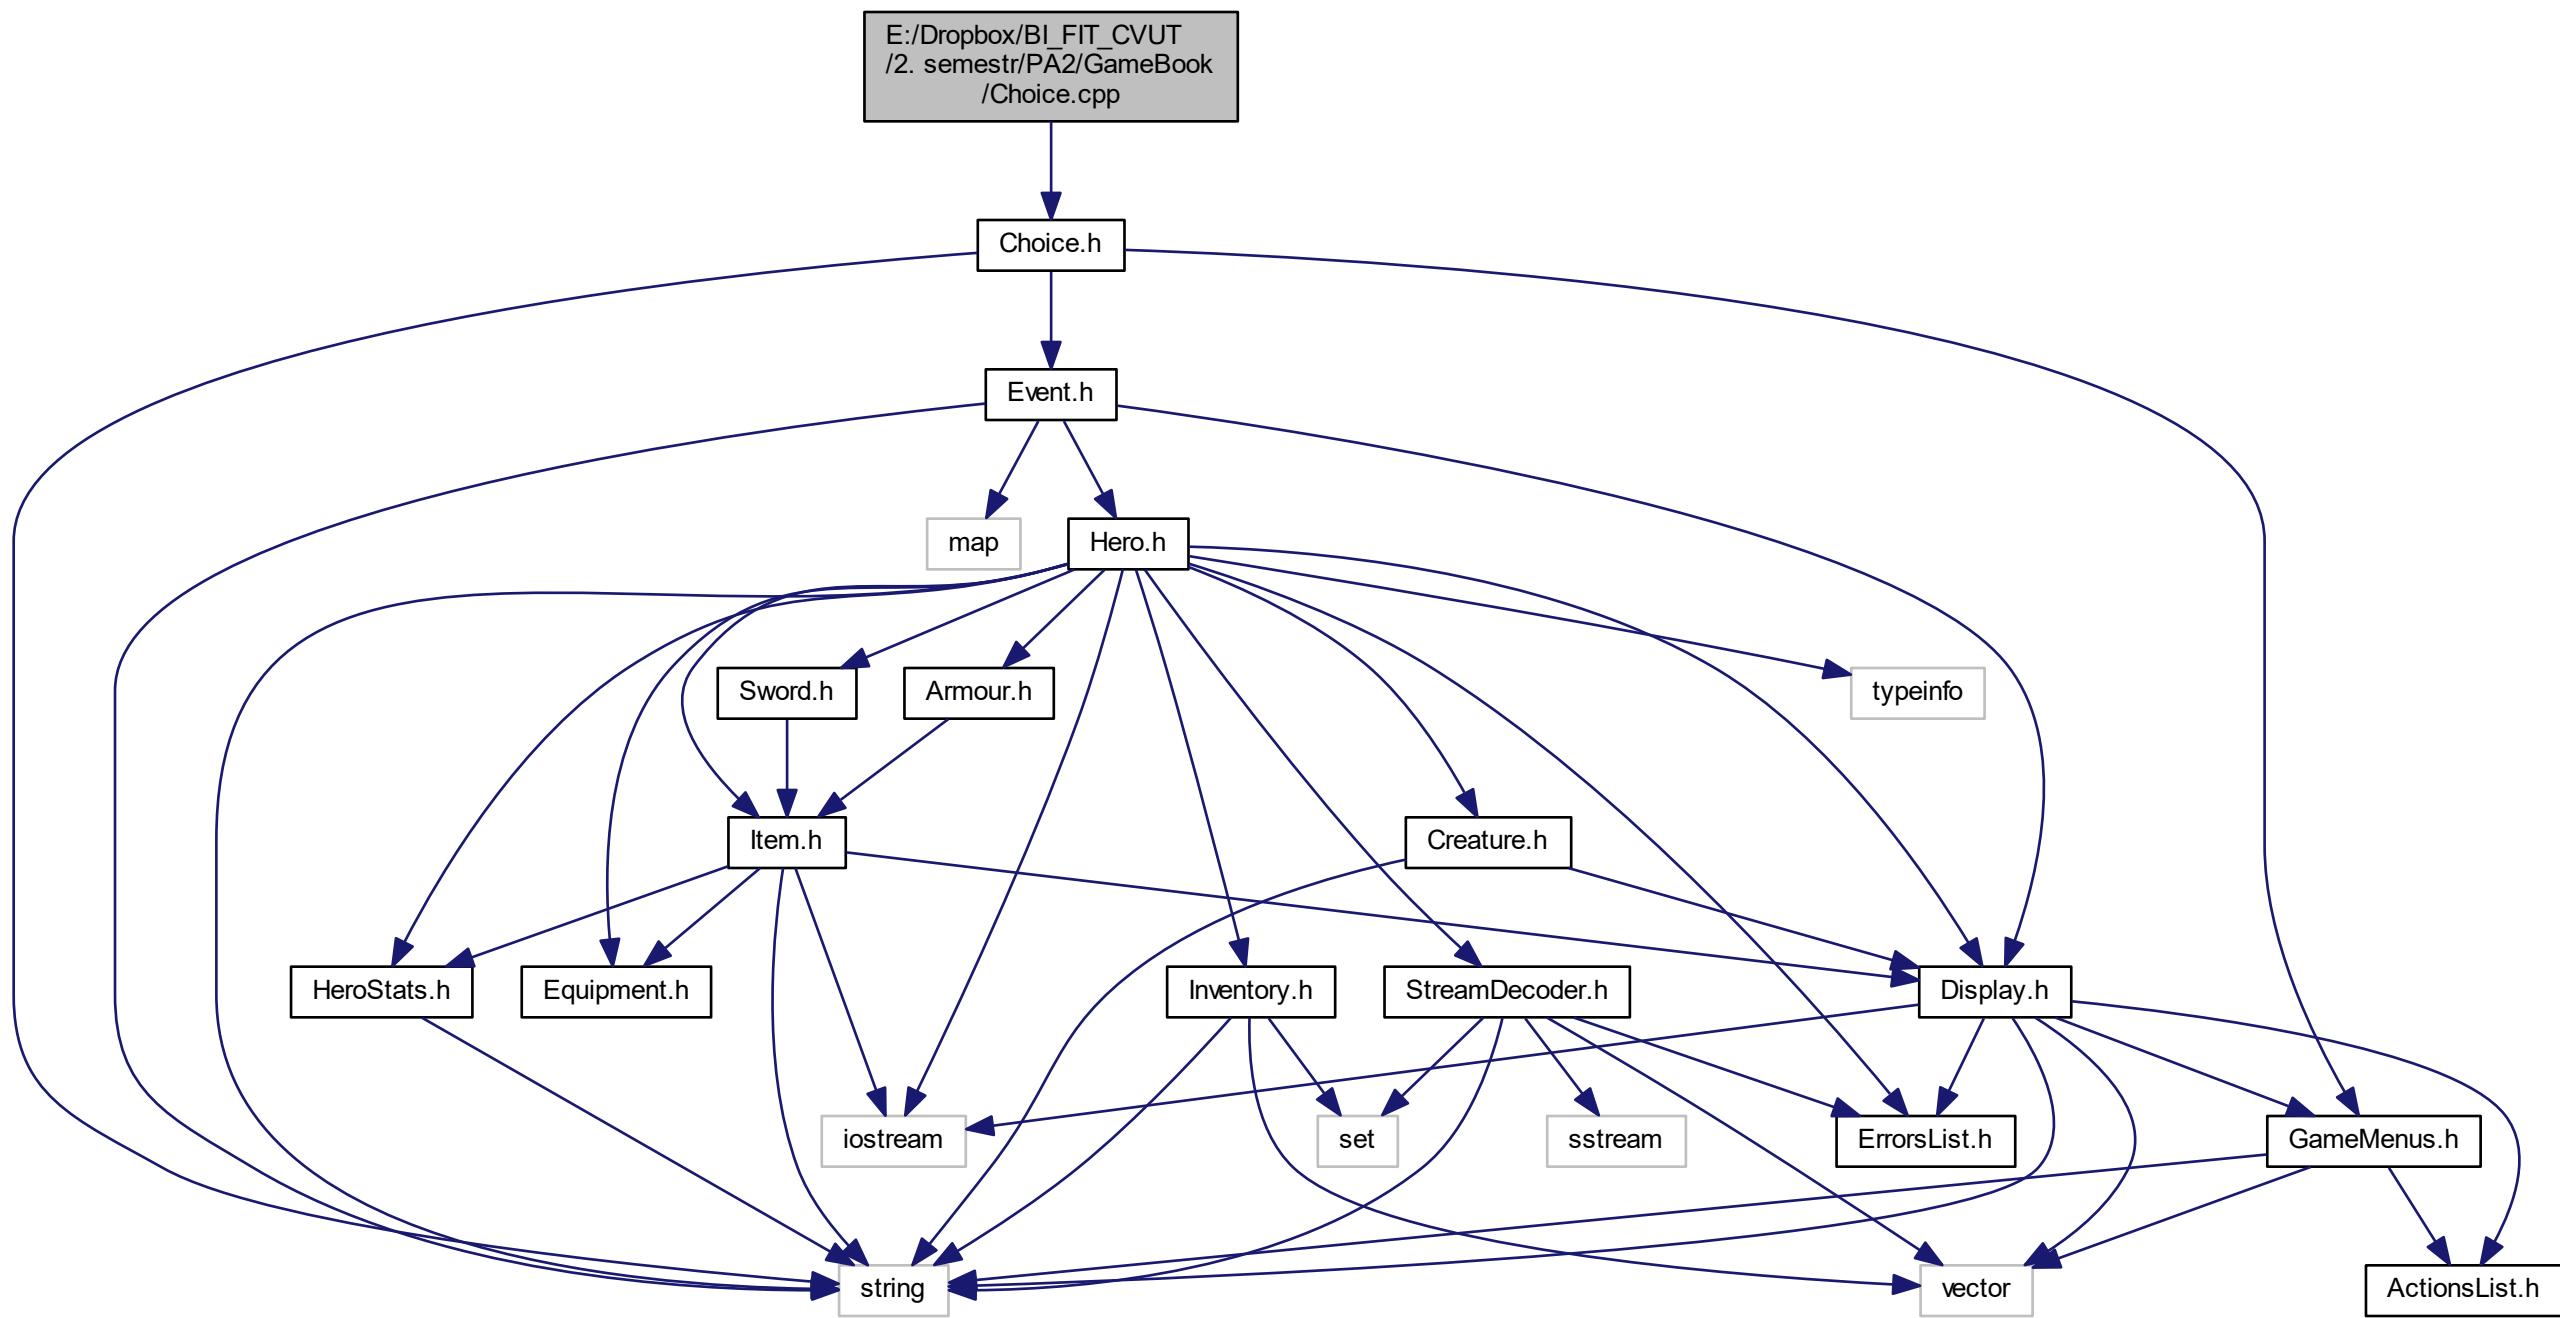 E:/Dropbox/BI_FIT_CVUT
/2. semestr/PA2/GameBook
/Choice.cpp
Choice.h
Event.h
map
Hero.h
Sword.h
Armour.h
typeinfo
Item.h
Creature.h
HeroStats.h
Equipment.h
Inventory.h
StreamDecoder.h
Display.h
iostream
set
sstream
ErrorsList.h
GameMenus.h
string
vector
ActionsList.h